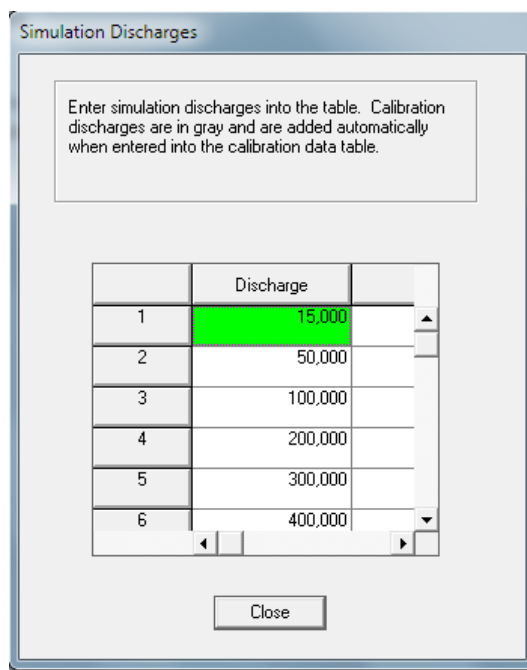 Simulation Discharges
Enter simulation discharges into the table.  Calibration
discharges are in gray and are added automatically
when entered into the calibration data table.
Discharge
1 15,000
2 50,000
3 100,000
4 200,000
5 300,000
6 400,000
Close